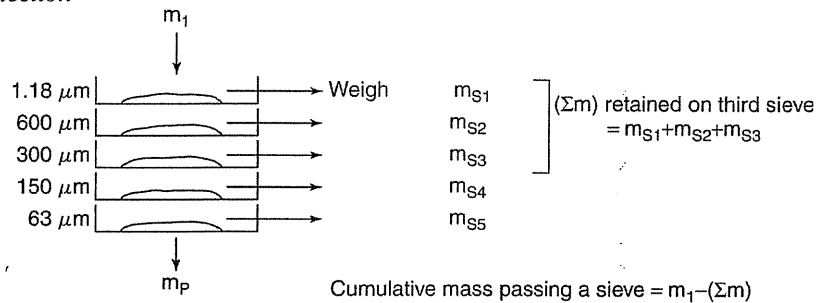 m1
1.18 μm Weigh mS1
600 μm mS2
300 μm mS3
150 μm mS4
63 μm mS5
(Σm) retained on third sieve
= mS1+mS2+mS3
mP
Cumulative mass passing a sieve = m1–(Σm)